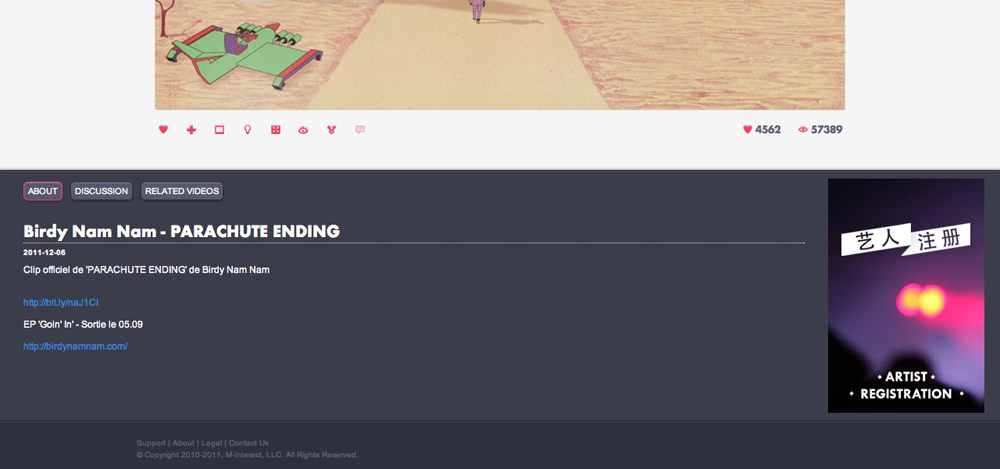 4562 57389
ABOUT DISCUSSION RELATED VIDEOS
Birdy Nam Nam - PARACHUTE ENDING
2011-12-06
Clip officiel de 'PARACHUTE ENDING' de Birdy Nam Nam
http://bit.ly/naJ1CI
EP 'Goin' In' - Sortie le 05.09
http://birdynamnam.com/
艺人 注册
• ARTIST •
• REGISTRATION •
Support | About | Legal | Contact Us
© Copyright 2010-2011, M-Interact, LLC. All Rights Reserved.